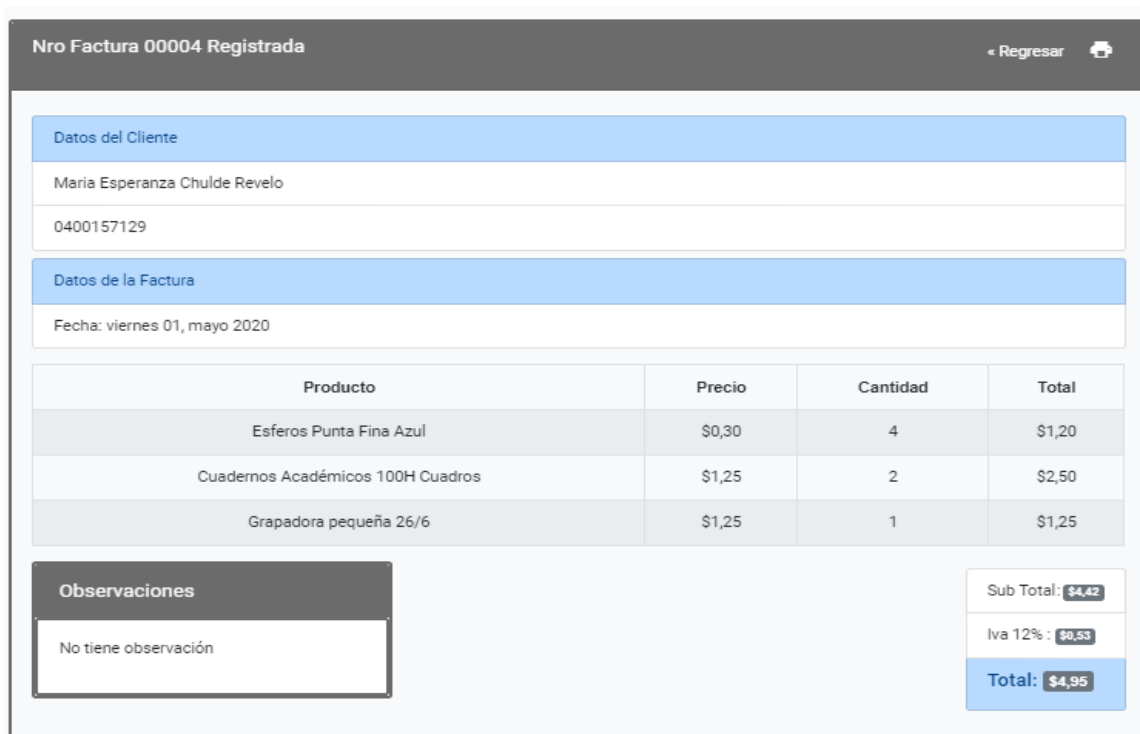 Nro Factura 00004 Registrada
« Regresar
Datos del Cliente
Maria Esperanza Chulde Revelo
0400157129
Datos de la Factura
Fecha: viernes 01, mayo 2020
Producto Precio Cantidad Total
Esferos Punta Fina Azul $0,30 4 $1,20
Cuadernos Académicos 100H Cuadros $1,25 2 $2,50
Grapadora pequeña 26/6 $1,25 1 $1,25
Observaciones
No tiene observación
Sub Total: $4,42
Iva 12% : $0,53
Total: $4,95